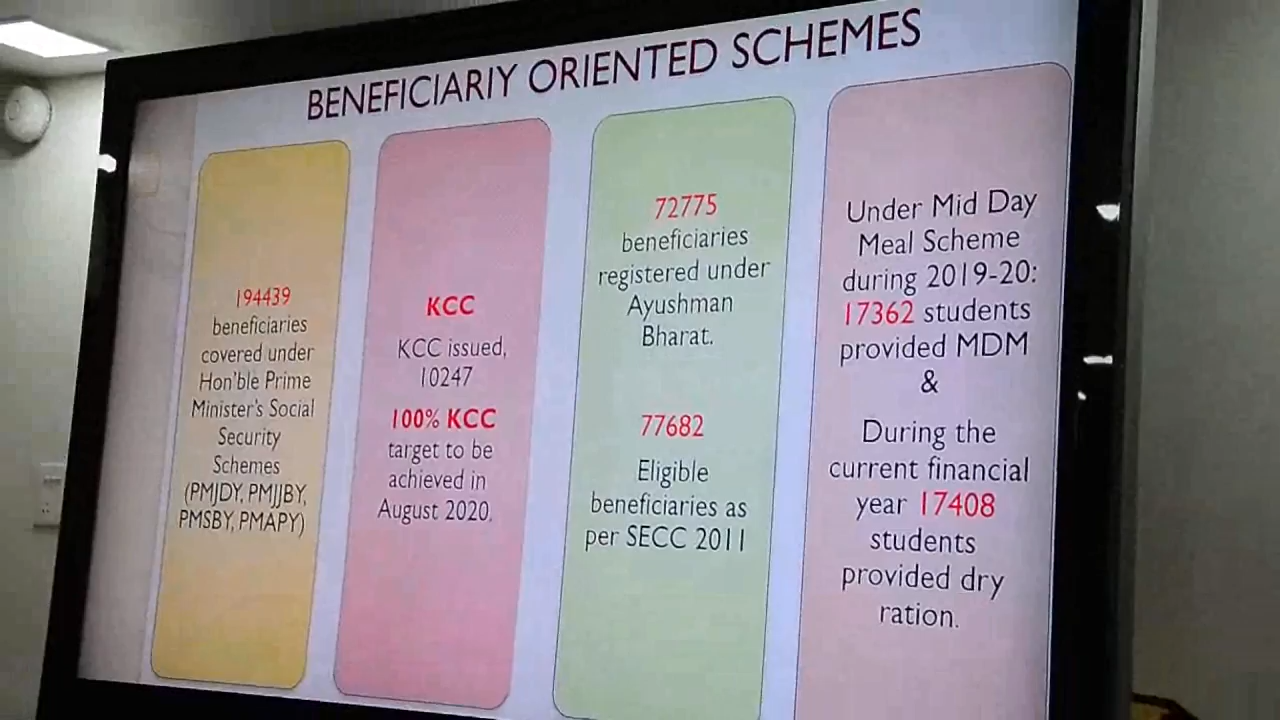 BENEFICIARIY ORIENTED SCHEMES
194439
beneficiaries
covered under
Hon'ble Prime
Minister's Social
Security
Schemes
(PMJDY, PMJJBY,
PMSBY, PMAPY)
KCC
KCC issued,
10247
100% KCC
target to be
achieved in
August 2020.
72775
beneficiaries
registered under
Ayushman
Bharat.
77682
Eligible
beneficiaries as
per SECC 2011
Under Mid Day
Meal Scheme
during 2019-20:
17362 students
provided MDM
&
During the
current financial
year 17408
students
provided dry
ration.